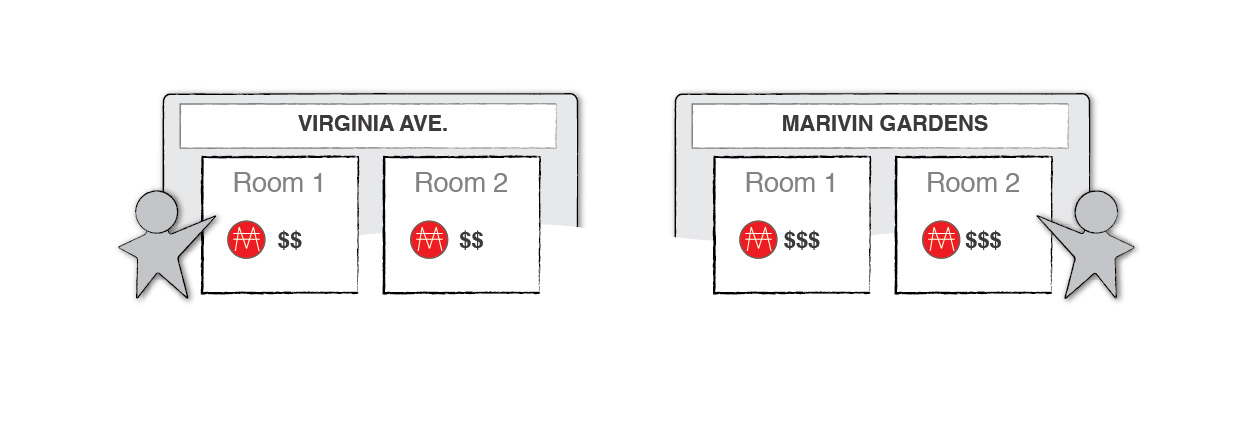 VIRGINIA AVE.
Room 1
$$
Room 2
$$
MARIVIN GARDENS
Room 1
$$$
Room 2
$$$